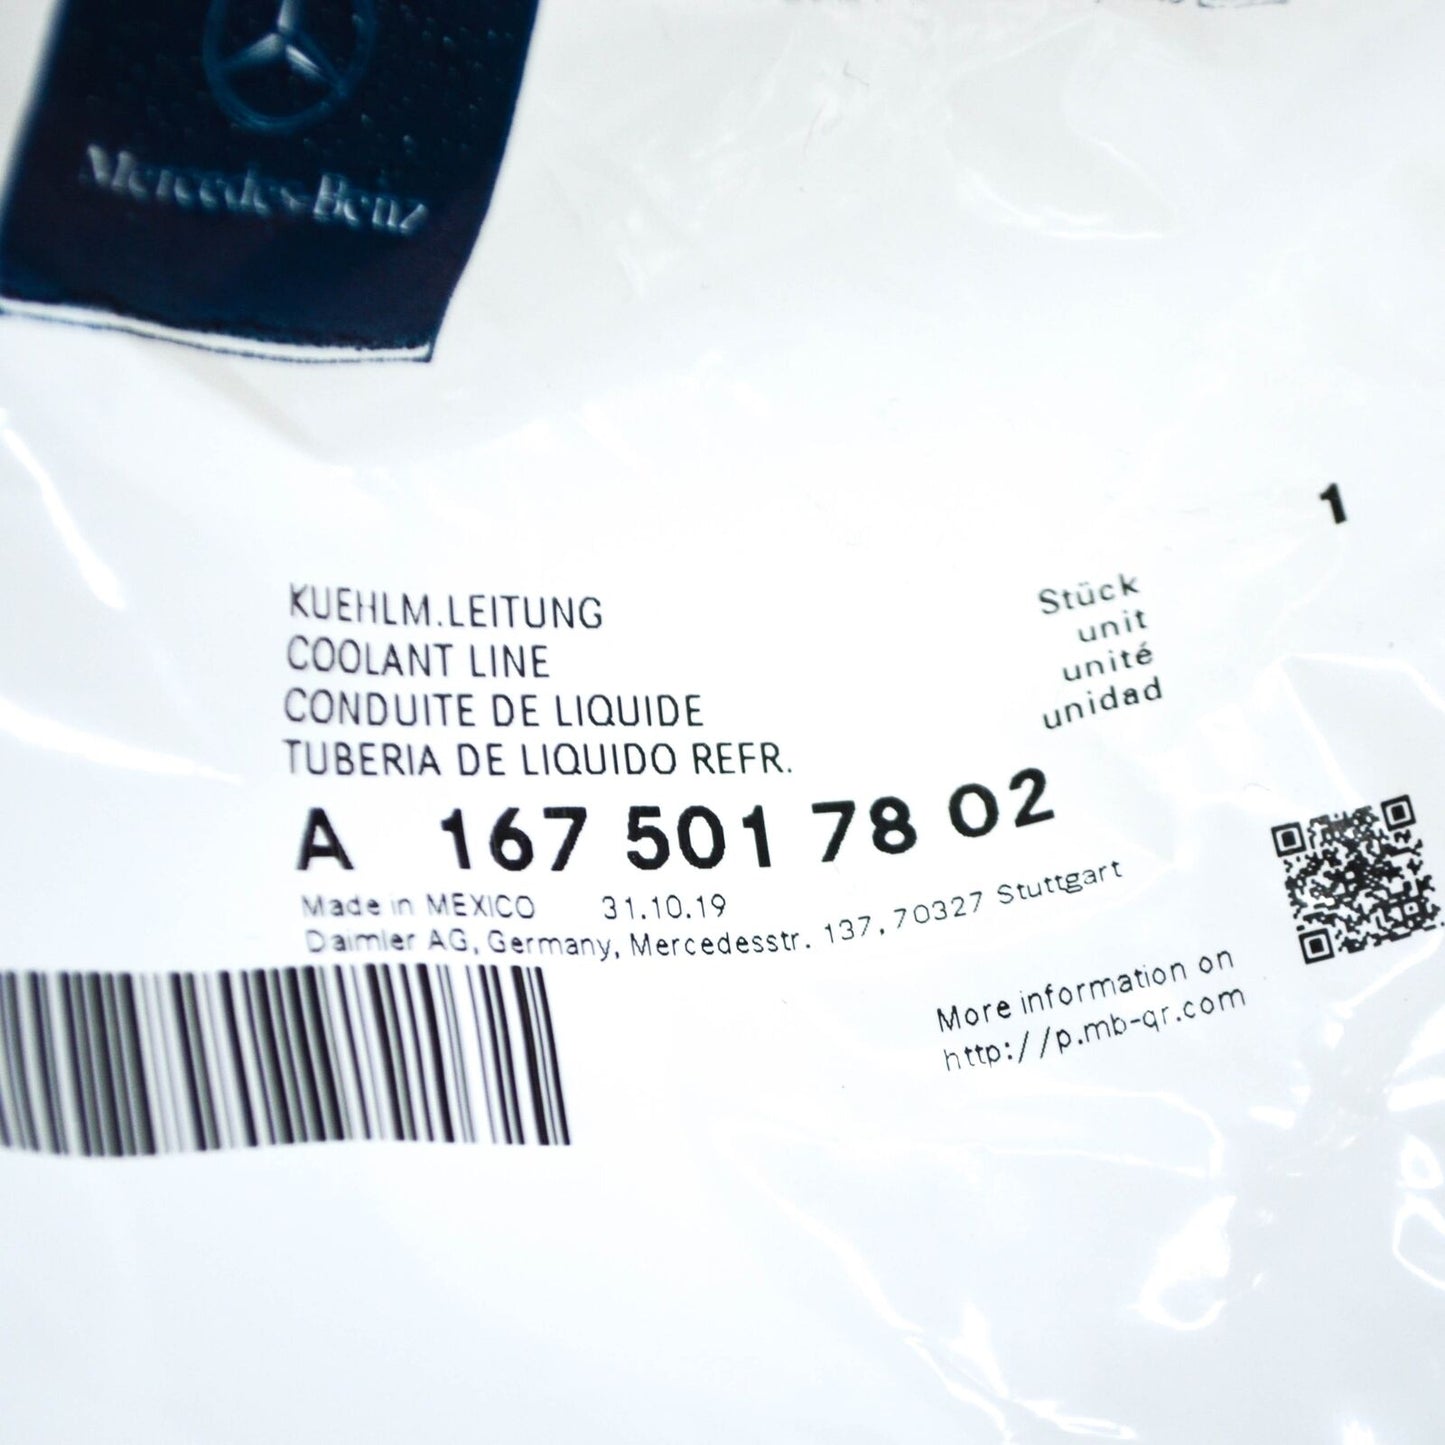 Mercedes-Benz
1
KUEHLM.LEITUNG
COOLANT LINE
CONDUITE DE LIQUIDE
TUBERIA DE LIQUIDO REFR.
Stück
unit
unité
unidad
A 167 501 78 02
Made in MEXICO 31.10.19
Daimler AG, Germany, Mercedesstr. 137, 70327 Stuttgart
More information on
http://p.mb-qr.com